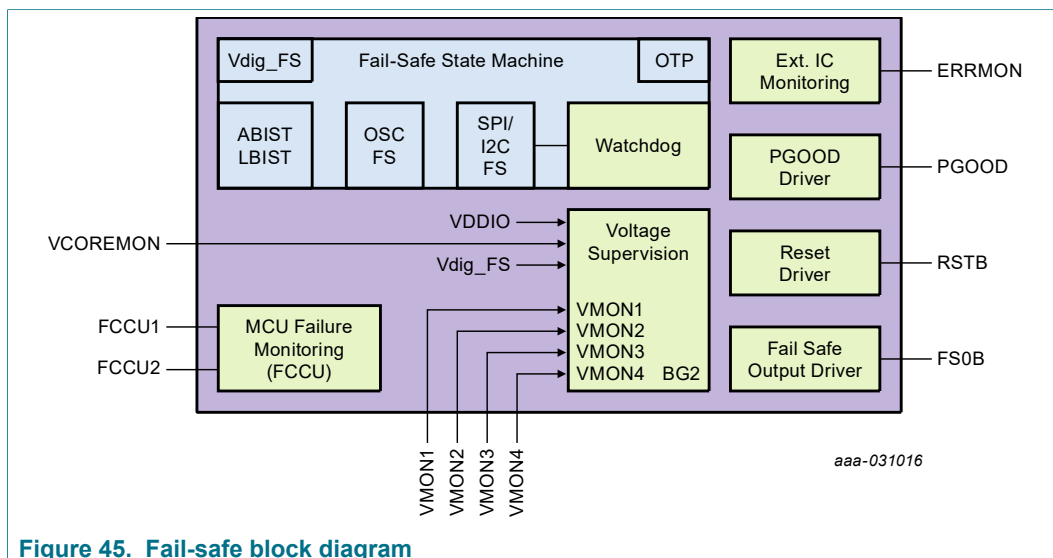 Vdig_FS
Fail-Safe State Machine
OTP
ABIST
LBIST
OSC
FS
SPI/
I2C
FS
Watchdog
Ext. IC
Monitoring
ERRMON
PGOOD
Driver
PGOOD
VDDIO
VCOREMON
Vdig_FS
Voltage
Supervision
VMON1
VMON2
VMON3
VMON4 BG2
Reset
Driver
RSTB
FCCU1
FCCU2
MCU Failure
Monitoring
(FCCU)
Fail Safe
Output Driver
FS0B
VMON1
VMON2
VMON3
VMON4
aaa-031016
Figure 45. Fail-safe block diagram